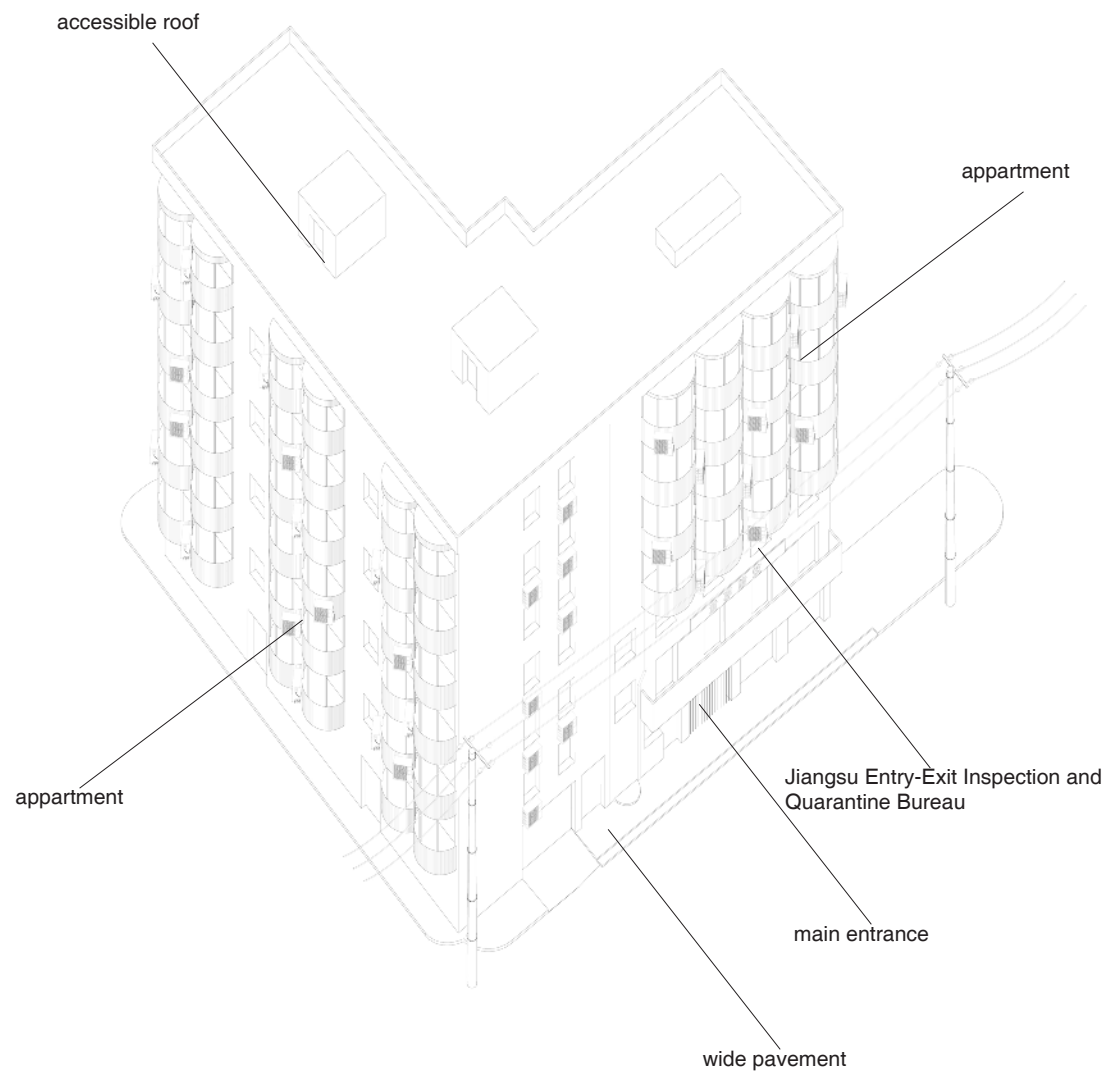 accessible roof
appartment
appartment
Jiangsu Entry-Exit Inspection and
Quarantine Bureau
main entrance
wide pavement